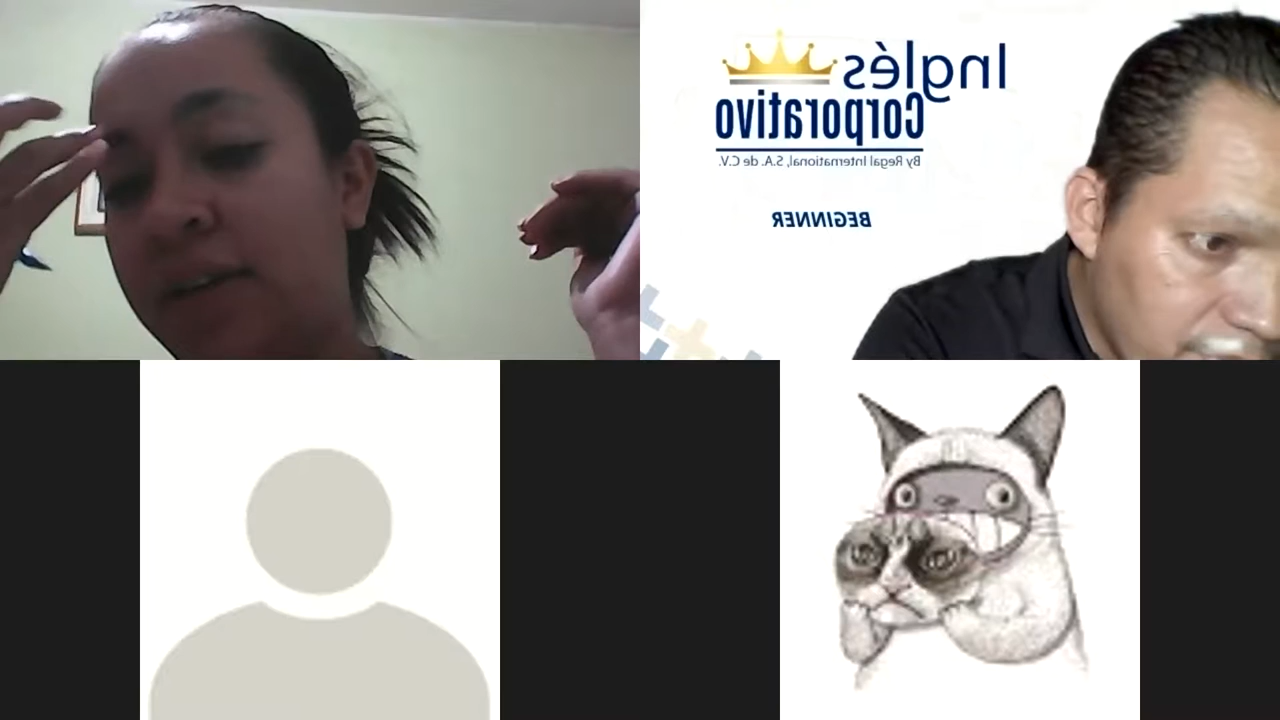 Inglés
Corporativo
By Regal International, S.A. de C.V.
BEGINNER